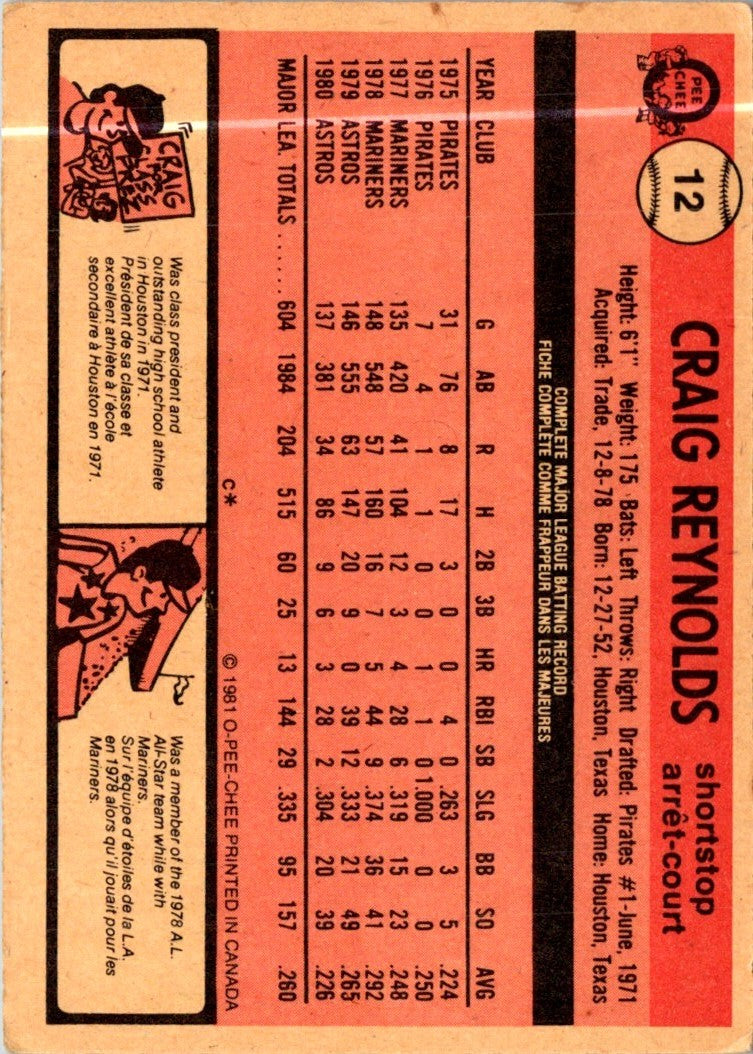 O
PEE
CHEE
12
CRAIG REYNOLDS
shortstop
arrêt-court
Height: 6'1" Weight: 175 Bats: Left Throws: Right Drafted: Pirates #1-June, 1971
Acquired: Trade, 12-8-78 Born: 12-27-52, Houston, Texas Home: Houston, Texas
COMPLETE MAJOR LEAGUE BATTING RECORD
FICHE COMPLETE COMME FRAPPEUR DANS LES MAJEURES
YEAR CLUB G AB R H 2B 3B HR RBI SB SLG BB SO AVG
1975 PIRATES 31 76 8 17 3 0 0 4 0 .263 3 5 .224
1976 PIRATES 7 4 1 1 0 0 1 1 0 1.000 0 0 .250
1977 MARINERS 135 420 41 104 12 3 4 28 6 .319 15 23 .248
1978 MARINERS 148 548 57 160 16 7 5 44 9 .374 36 41 .292
1979 ASTROS 146 555 63 147 20 9 0 39 12 .333 21 49 .265
1980 ASTROS 137 381 34 86 9 6 3 28 2 .304 20 39 .226
MAJOR LEA. TOTALS ...... 604 1984 204 515 60 25 13 144 29 .335 95 157 .260
C* © 1981 O-PEE-CHEE PRINTED IN CANADA
CRAIG
FOR
CLASS
PREZ
Was class president and
outstanding high school athlete
in Houston in 1971.
Président de sa classe et
excellent athlète à l'école
secondaire à Houston en 1971.
Was a member of the 1978 A.L.
All-Star team while with
Mariners.
Sur l'équipe d'étoiles de la L.A.
en 1978 alors qu'il jouait pour les
Mariners.